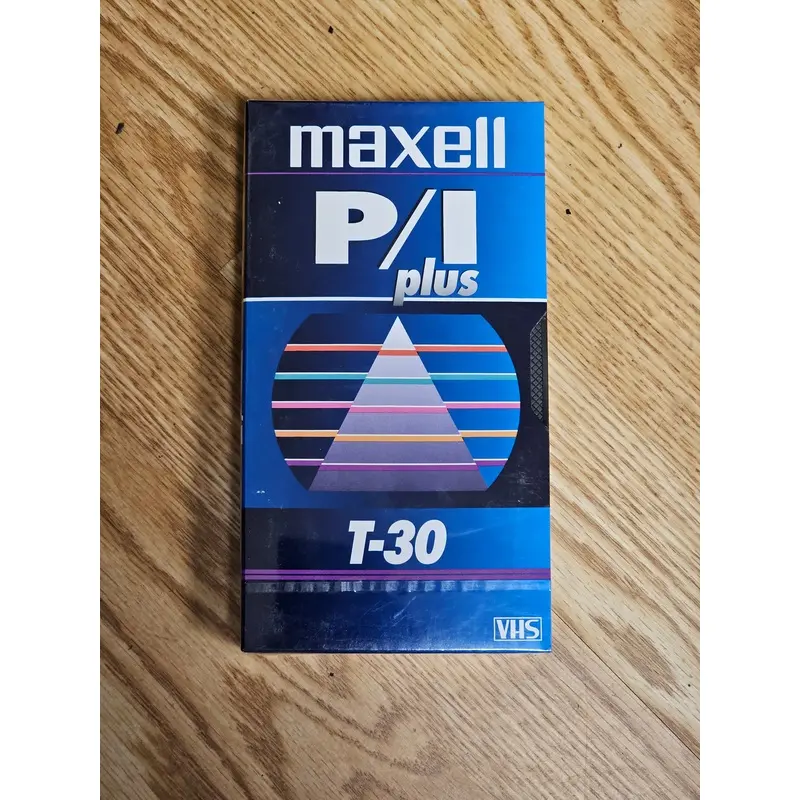 maxell
P/I
plus
T-30
VHS